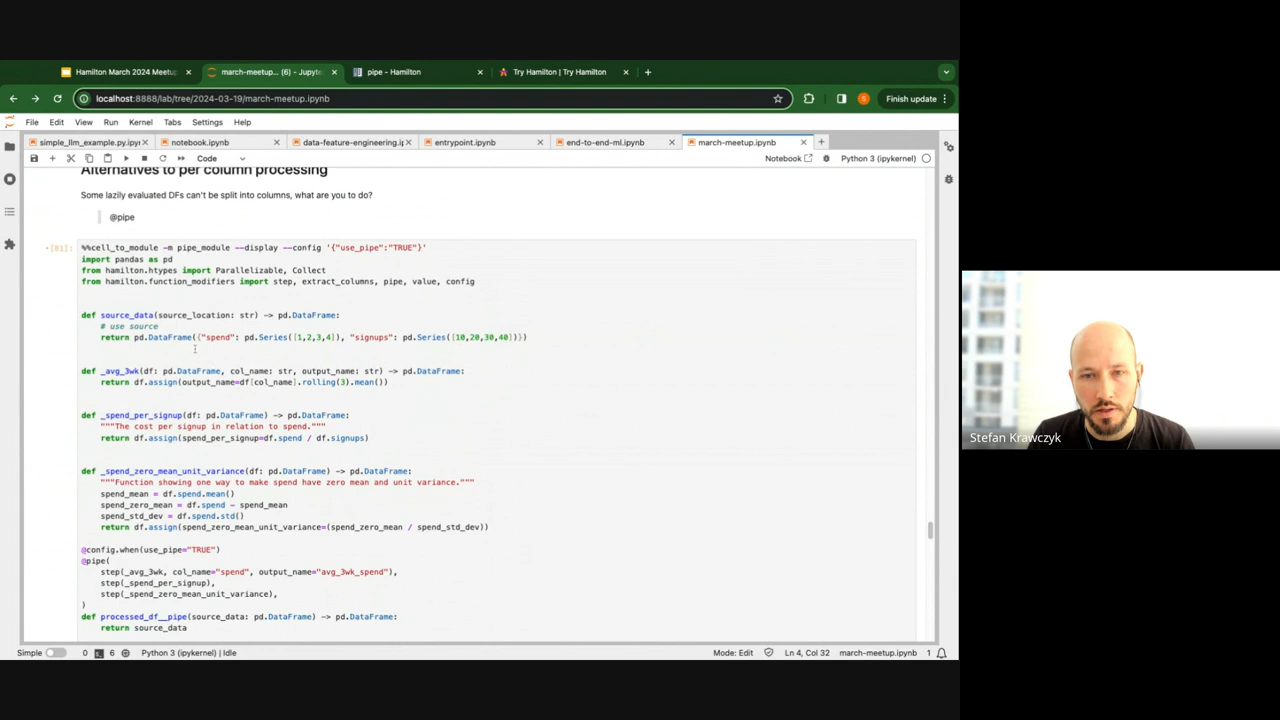 Hamilton March 2024 Meetu
march-meetup... (6) - Jupyte
pipe - Hamilton
Try Hamilton | Try Hamilton
localhost:8888/lab/tree/2024-03-19/march-meetup.ipynb
S
Finish update
File Edit View Run Kernel Tabs Settings Help
simple_llm_example.py.ipyn
notebook.ipynb
data-feature-engineering.ip
entrypoint.ipynb
end-to-end-ml.ipynb
march-meetup.ipynb
Code
Notebook
Python 3 (ipykernel)
Alternatives to per column processing
Some lazily evaluated DFs can't be split into columns, what are you to do?
@pipe
[81]:
%%cell_to_module -m pipe_module --display --config '{"use_pipe":"TRUE"}'
import pandas as pd
from hamilton.htypes import Parallelizable, Collect
from hamilton.function_modifiers import step, extract_columns, pipe, value, config
def source_data(source_location: str) -> pd.DataFrame:
# use source
return pd.DataFrame({"spend": pd.Series([1,2,3,4]), "signups": pd.Series([10,20,30,40])})
def _avg_3wk(df: pd.DataFrame, col_name: str, output_name: str) -> pd.DataFrame:
return df.assign(output_name=df[col_name].rolling(3).mean())
def _spend_per_signup(df: pd.DataFrame) -> pd.DataFrame:
"""The cost per signup in relation to spend."""
return df.assign(spend_per_signup=df.spend / df.signups)
def _spend_zero_mean_unit_variance(df: pd.DataFrame) -> pd.DataFrame:
"""Function showing one way to make spend have zero mean and unit variance."""
spend_mean = df.spend.mean()
spend_zero_mean = df.spend - spend_mean
spend_std_dev = df.spend.std()
return df.assign(spend_zero_mean_unit_variance=(spend_zero_mean / spend_std_dev))
@config.when(use_pipe="TRUE")
@pipe(
step(_avg_3wk, col_name="spend", output_name="avg_3wk_spend"),
step(_spend_per_signup),
step(_spend_zero_mean_unit_variance),
)
def processed_df__pipe(source_data: pd.DataFrame) -> pd.DataFrame:
return source_data
Simple 0 6 Python 3 (ipykernel) | Idle
Mode: Edit Ln 4, Col 32 march-meetup.ipynb 1
Stefan Krawczyk